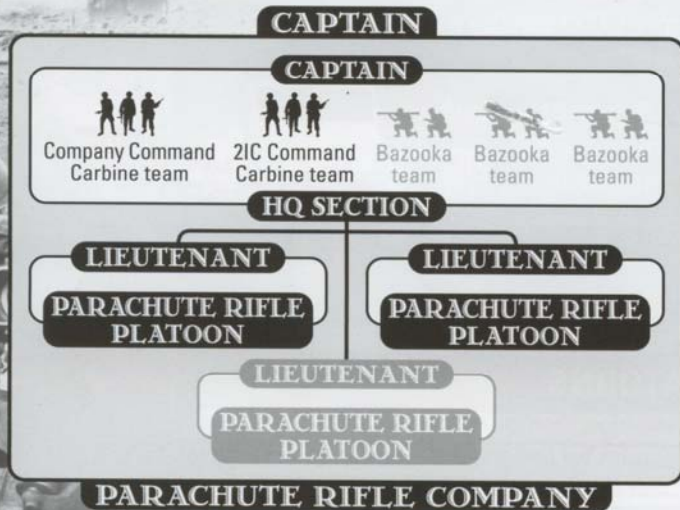 CAPTAIN
CAPTAIN
Company Command
Carbine team
2IC Command
Carbine team
Bazooka
team
Bazooka
team
Bazooka
team
HQ SECTION
LIEUTENANT
PARACHUTE RIFLE
PLATOON
LIEUTENANT
PARACHUTE RIFLE
PLATOON
LIEUTENANT
PARACHUTE RIFLE
PLATOON
PARACHUTE RIFLE COMPANY